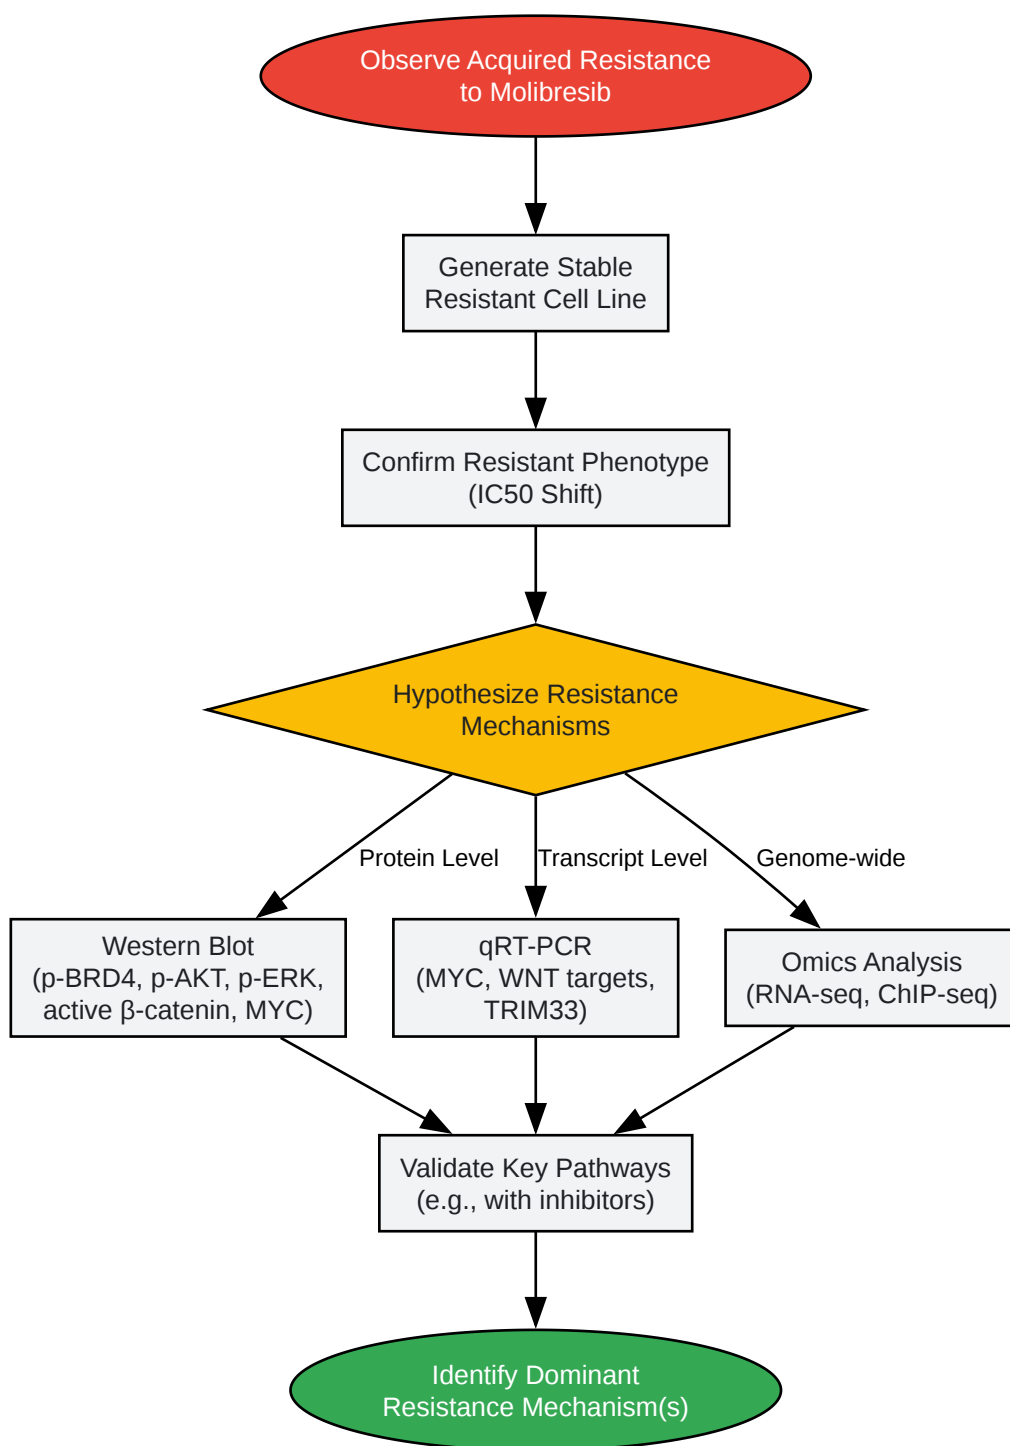 Observe Acquired Resistance
to Molibresib
Generate Stable
Resistant Cell Line
Confirm Resistant Phenotype
(IC50 Shift)
Hypothesize Resistance
Mechanisms
Protein Level
Transcript Level
Genome-wide
Western Blot
(p-BRD4, p-AKT, p-ERK,
active β-catenin, MYC)
qRT-PCR
(MYC, WNT targets,
TRIM33)
Omics Analysis
(RNA-seq, ChIP-seq)
Validate Key Pathways
(e.g., with inhibitors)
Identify Dominant
Resistance Mechanism(s)